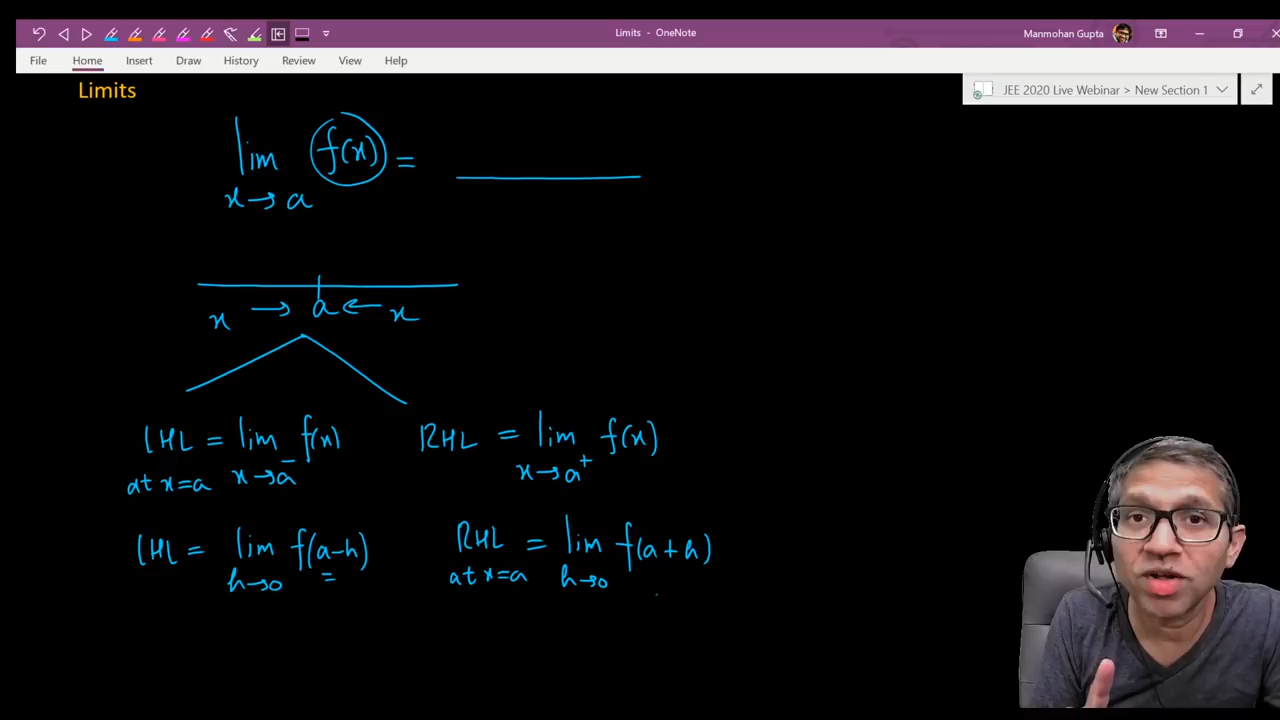 Limits - OneNote
Manmohan Gupta
File Home Insert Draw History Review View Help
Limits
JEE 2020 Live Webinar > New Section 1
lim f(x) =
x→a
x → a ← x
LHL = lim f(x)
at x=a x→a⁻
RHL = lim f(x)
x→a⁺
LHL = lim f(a-h)
h→0
RHL = lim f(a+h)
at x=a h→0